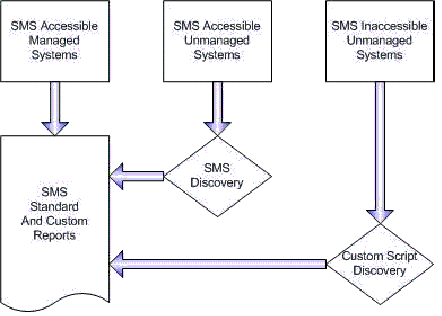 SMS Accessible
Managed
Systems
SMS Accessible
Unmanaged
Systems
SMS Inaccessible
Unmanaged
Systems
SMS
Discovery
SMS
Standard
And Custom
Reports
Custom Script
Discovery